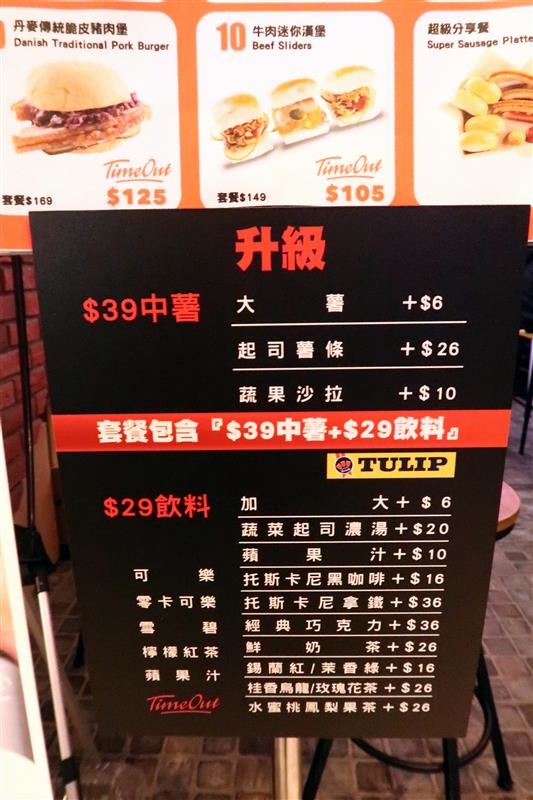 丹麥傳統脆皮豬肉堡
Danish Traditional Pork Burger
TimeOut
套餐$169
$125
10 牛肉迷你漢堡
Beef Sliders
TimeOut
套餐$149
$105
超級分享餐
Super Sausage Platte
升級
$39中薯
大薯 +$6
起司薯條 +$26
蔬果沙拉 +$10
套餐包含『$39中薯+$29飲料』
TULIP
$29飲料
加大+$6
蔬菜起司濃湯+$20
蘋果汁+$10
可樂
托斯卡尼黑咖啡+$16
零卡可樂
托斯卡尼拿鐵+$36
雪碧
經典巧克力+$36
檸檬紅茶
鮮奶茶+$26
蘋果汁
錫蘭紅/茉香綠+$16
桂香烏龍/玫瑰花茶+$26
TimeOut
水蜜桃鳳梨果茶+$26